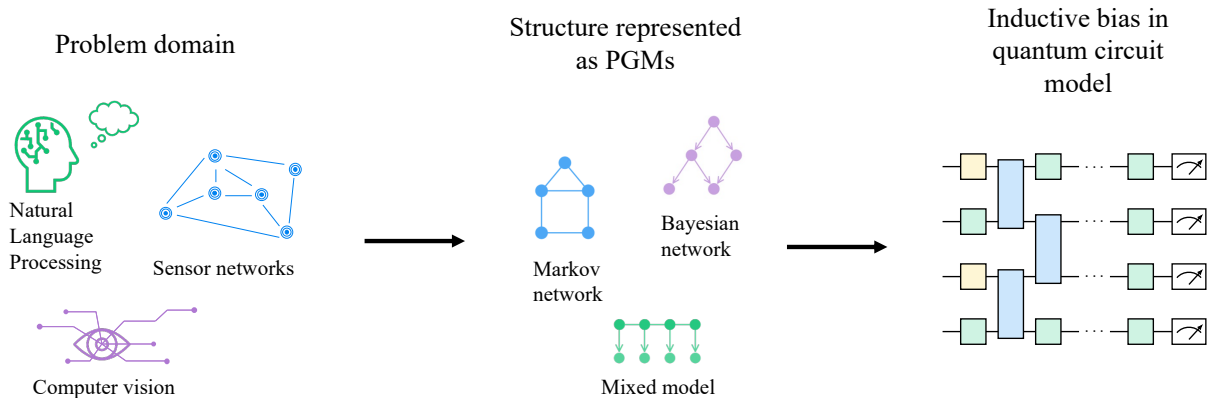 Problem domain
Natural
Language
Processing
Sensor networks
Computer vision
Structure represented
as PGMs
Markov
network
Bayesian
network
Mixed model
Inductive bias in
quantum circuit
model
. . .
. . .
. . .
. . .